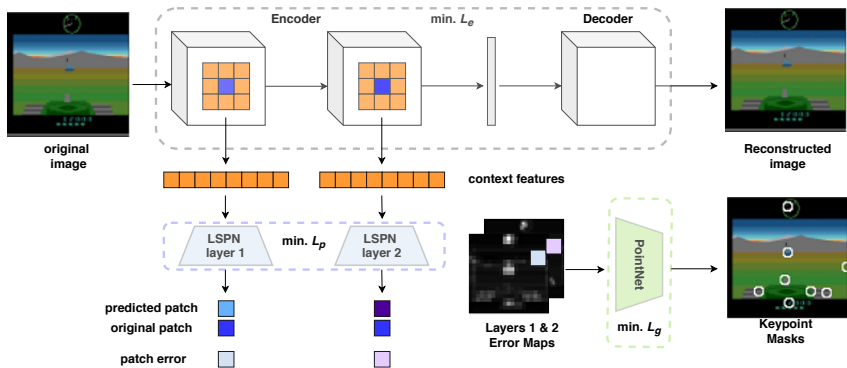 Encoder
min. Lₑ
Decoder
original
image
Reconstructed
image
context features
LSPN
layer 1
min. Lₚ
LSPN
layer 2
PointNet
predicted patch
original patch
Layers 1 & 2
Error Maps
min. L_g
Keypoint
Masks
patch error